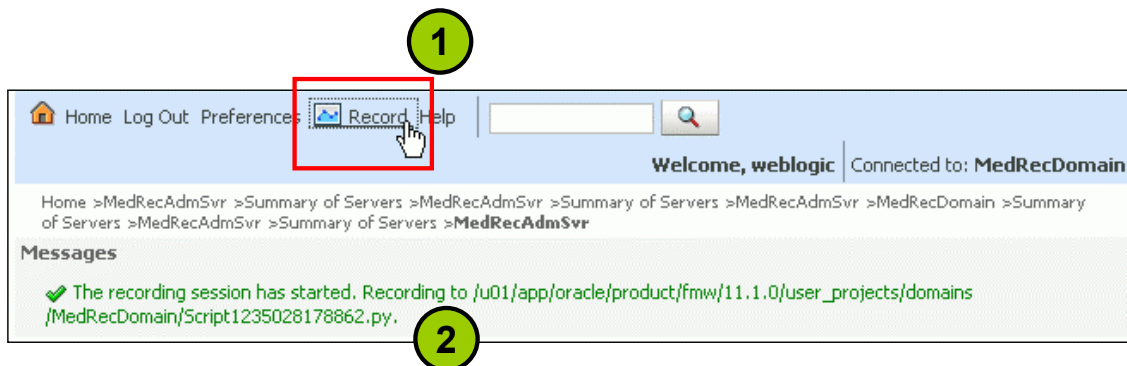 1
Home Log Out Preferences Record Help
Welcome, weblogic Connected to: MedRecDomain
Home >MedRecAdmSvr >Summary of Servers >MedRecAdmSvr >Summary of Servers >MedRecAdmSvr >MedRecDomain >Summary
of Servers >MedRecAdmSvr >Summary of Servers >MedRecAdmSvr
Messages
The recording session has started. Recording to /u01/app/oracle/product/fmw/11.1.0/user_projects/domains
/MedRecDomain/Script1235028178862.py.
2